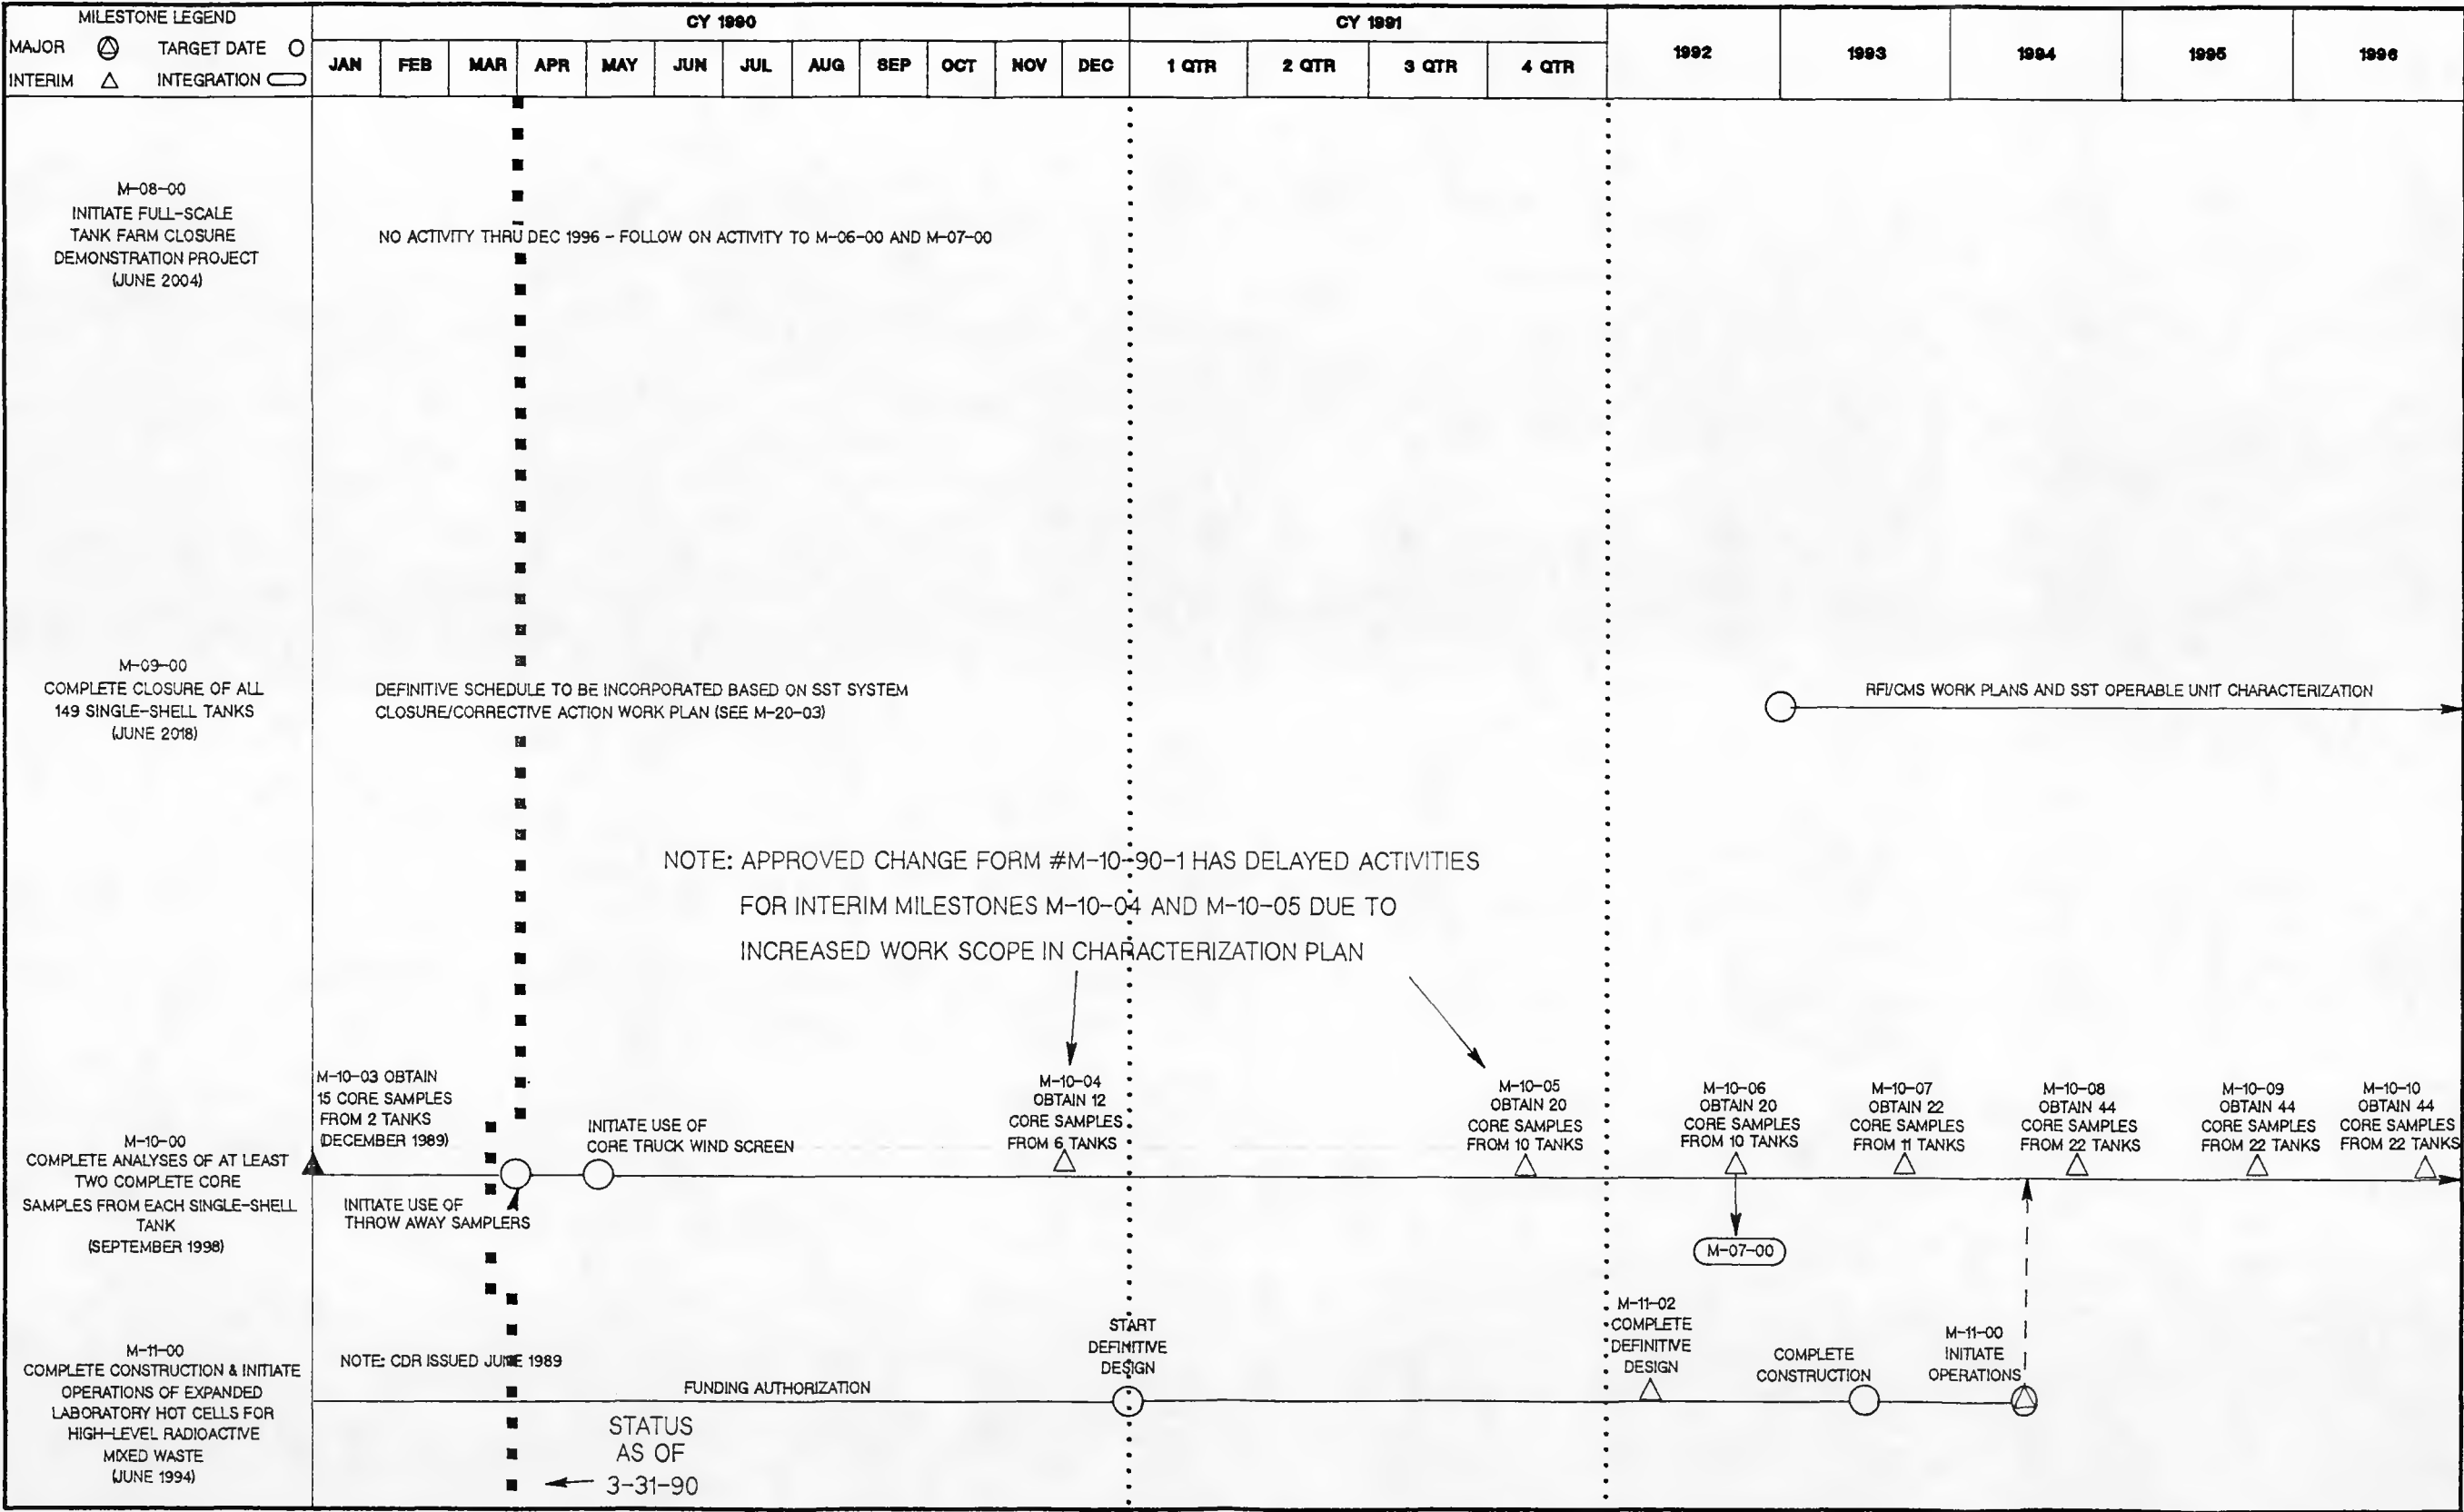 MILESTONE LEGEND
MAJOR TARGET DATE
INTERIM INTEGRATION
CY 1990
CY 1991
JAN FEB MAR APR MAY JUN JUL AUG SEP OCT NOV DEC
1 QTR 2 QTR 3 QTR 4 QTR
1992 1993 1994 1995 1996
M-08-00
INITIATE FULL-SCALE
TANK FARM CLOSURE
DEMONSTRATION PROJECT
(JUNE 2004)
NO ACTIVITY THRU DEC 1996 - FOLLOW ON ACTIVITY TO M-06-00 AND M-07-00
M-09-00
COMPLETE CLOSURE OF ALL
149 SINGLE-SHELL TANKS
(JUNE 2018)
DEFINITIVE SCHEDULE TO BE INCORPORATED BASED ON SST SYSTEM
CLOSURE/CORRECTIVE ACTION WORK PLAN (SEE M-20-03)
RFI/CMS WORK PLANS AND SST OPERABLE UNIT CHARACTERIZATION
NOTE: APPROVED CHANGE FORM #M-10-90-1 HAS DELAYED ACTIVITIES
FOR INTERIM MILESTONES M-10-04 AND M-10-05 DUE TO
INCREASED WORK SCOPE IN CHARACTERIZATION PLAN
M-10-00
COMPLETE ANALYSES OF AT LEAST
TWO COMPLETE CORE
SAMPLES FROM EACH SINGLE-SHELL
TANK
(SEPTEMBER 1998)
M-10-03 OBTAIN
15 CORE SAMPLES
FROM 2 TANKS
(DECEMBER 1989)
INITIATE USE OF
THROW AWAY SAMPLERS
INITIATE USE OF
CORE TRUCK WIND SCREEN
M-10-04
OBTAIN 12
CORE SAMPLES
FROM 6 TANKS
M-10-05
OBTAIN 20
CORE SAMPLES
FROM 10 TANKS
M-10-06
OBTAIN 20
CORE SAMPLES
FROM 10 TANKS
M-07-00
M-10-07
OBTAIN 22
CORE SAMPLES
FROM 11 TANKS
M-10-08
OBTAIN 44
CORE SAMPLES
FROM 22 TANKS
M-10-09
OBTAIN 44
CORE SAMPLES
FROM 22 TANKS
M-10-10
OBTAIN 44
CORE SAMPLES
FROM 22 TANKS
M-11-00
COMPLETE CONSTRUCTION & INITIATE
OPERATIONS OF EXPANDED
LABORATORY HOT CELLS FOR
HIGH-LEVEL RADIOACTIVE
MIXED WASTE
(JUNE 1994)
NOTE: CDR ISSUED JUNE 1989
FUNDING AUTHORIZATION
STATUS
AS OF
3-31-90
START
DEFINITIVE
DESIGN
M-11-02
COMPLETE
DEFINITIVE
DESIGN
COMPLETE
CONSTRUCTION
M-11-00
INITIATE
OPERATIONS